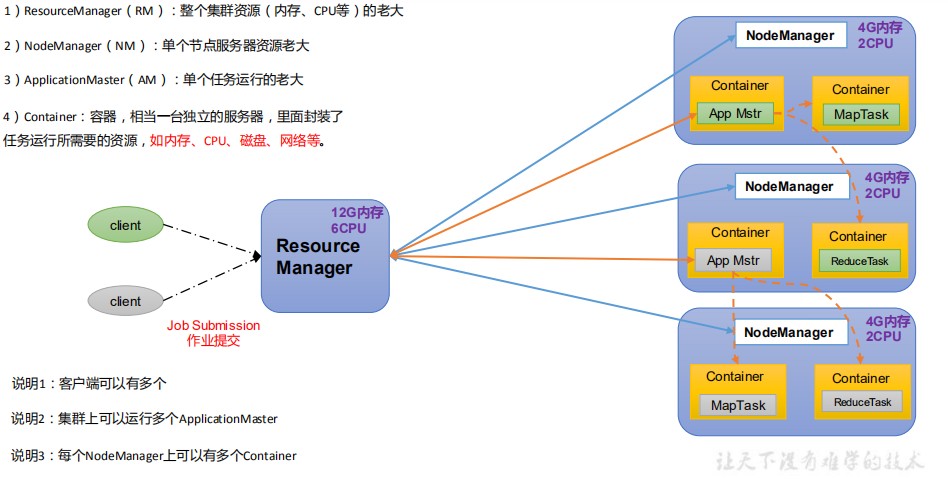 1）ResourceManager（RM）：整个集群资源（内存、CPU等）的老大
2）NodeManager（NM）：单个节点服务器资源老大
3）ApplicationMaster（AM）：单个任务运行的老大
4）Container：容器，相当一台独立的服务器，里面封装了
任务运行所需要的资源，如内存、CPU、磁盘、网络等。
client
client
Job Submission
作业提交
12G内存
6CPU
Resource
Manager
NodeManager
4G内存
2CPU
Container
App Mstr
Container
MapTask
NodeManager
4G内存
2CPU
Container
App Mstr
Container
ReduceTask
NodeManager
4G内存
2CPU
Container
MapTask
Container
ReduceTask
说明1：客户端可以有多个
说明2：集群上可以运行多个ApplicationMaster
说明3：每个NodeManager上可以有多个Container
让天下没有难学的技术